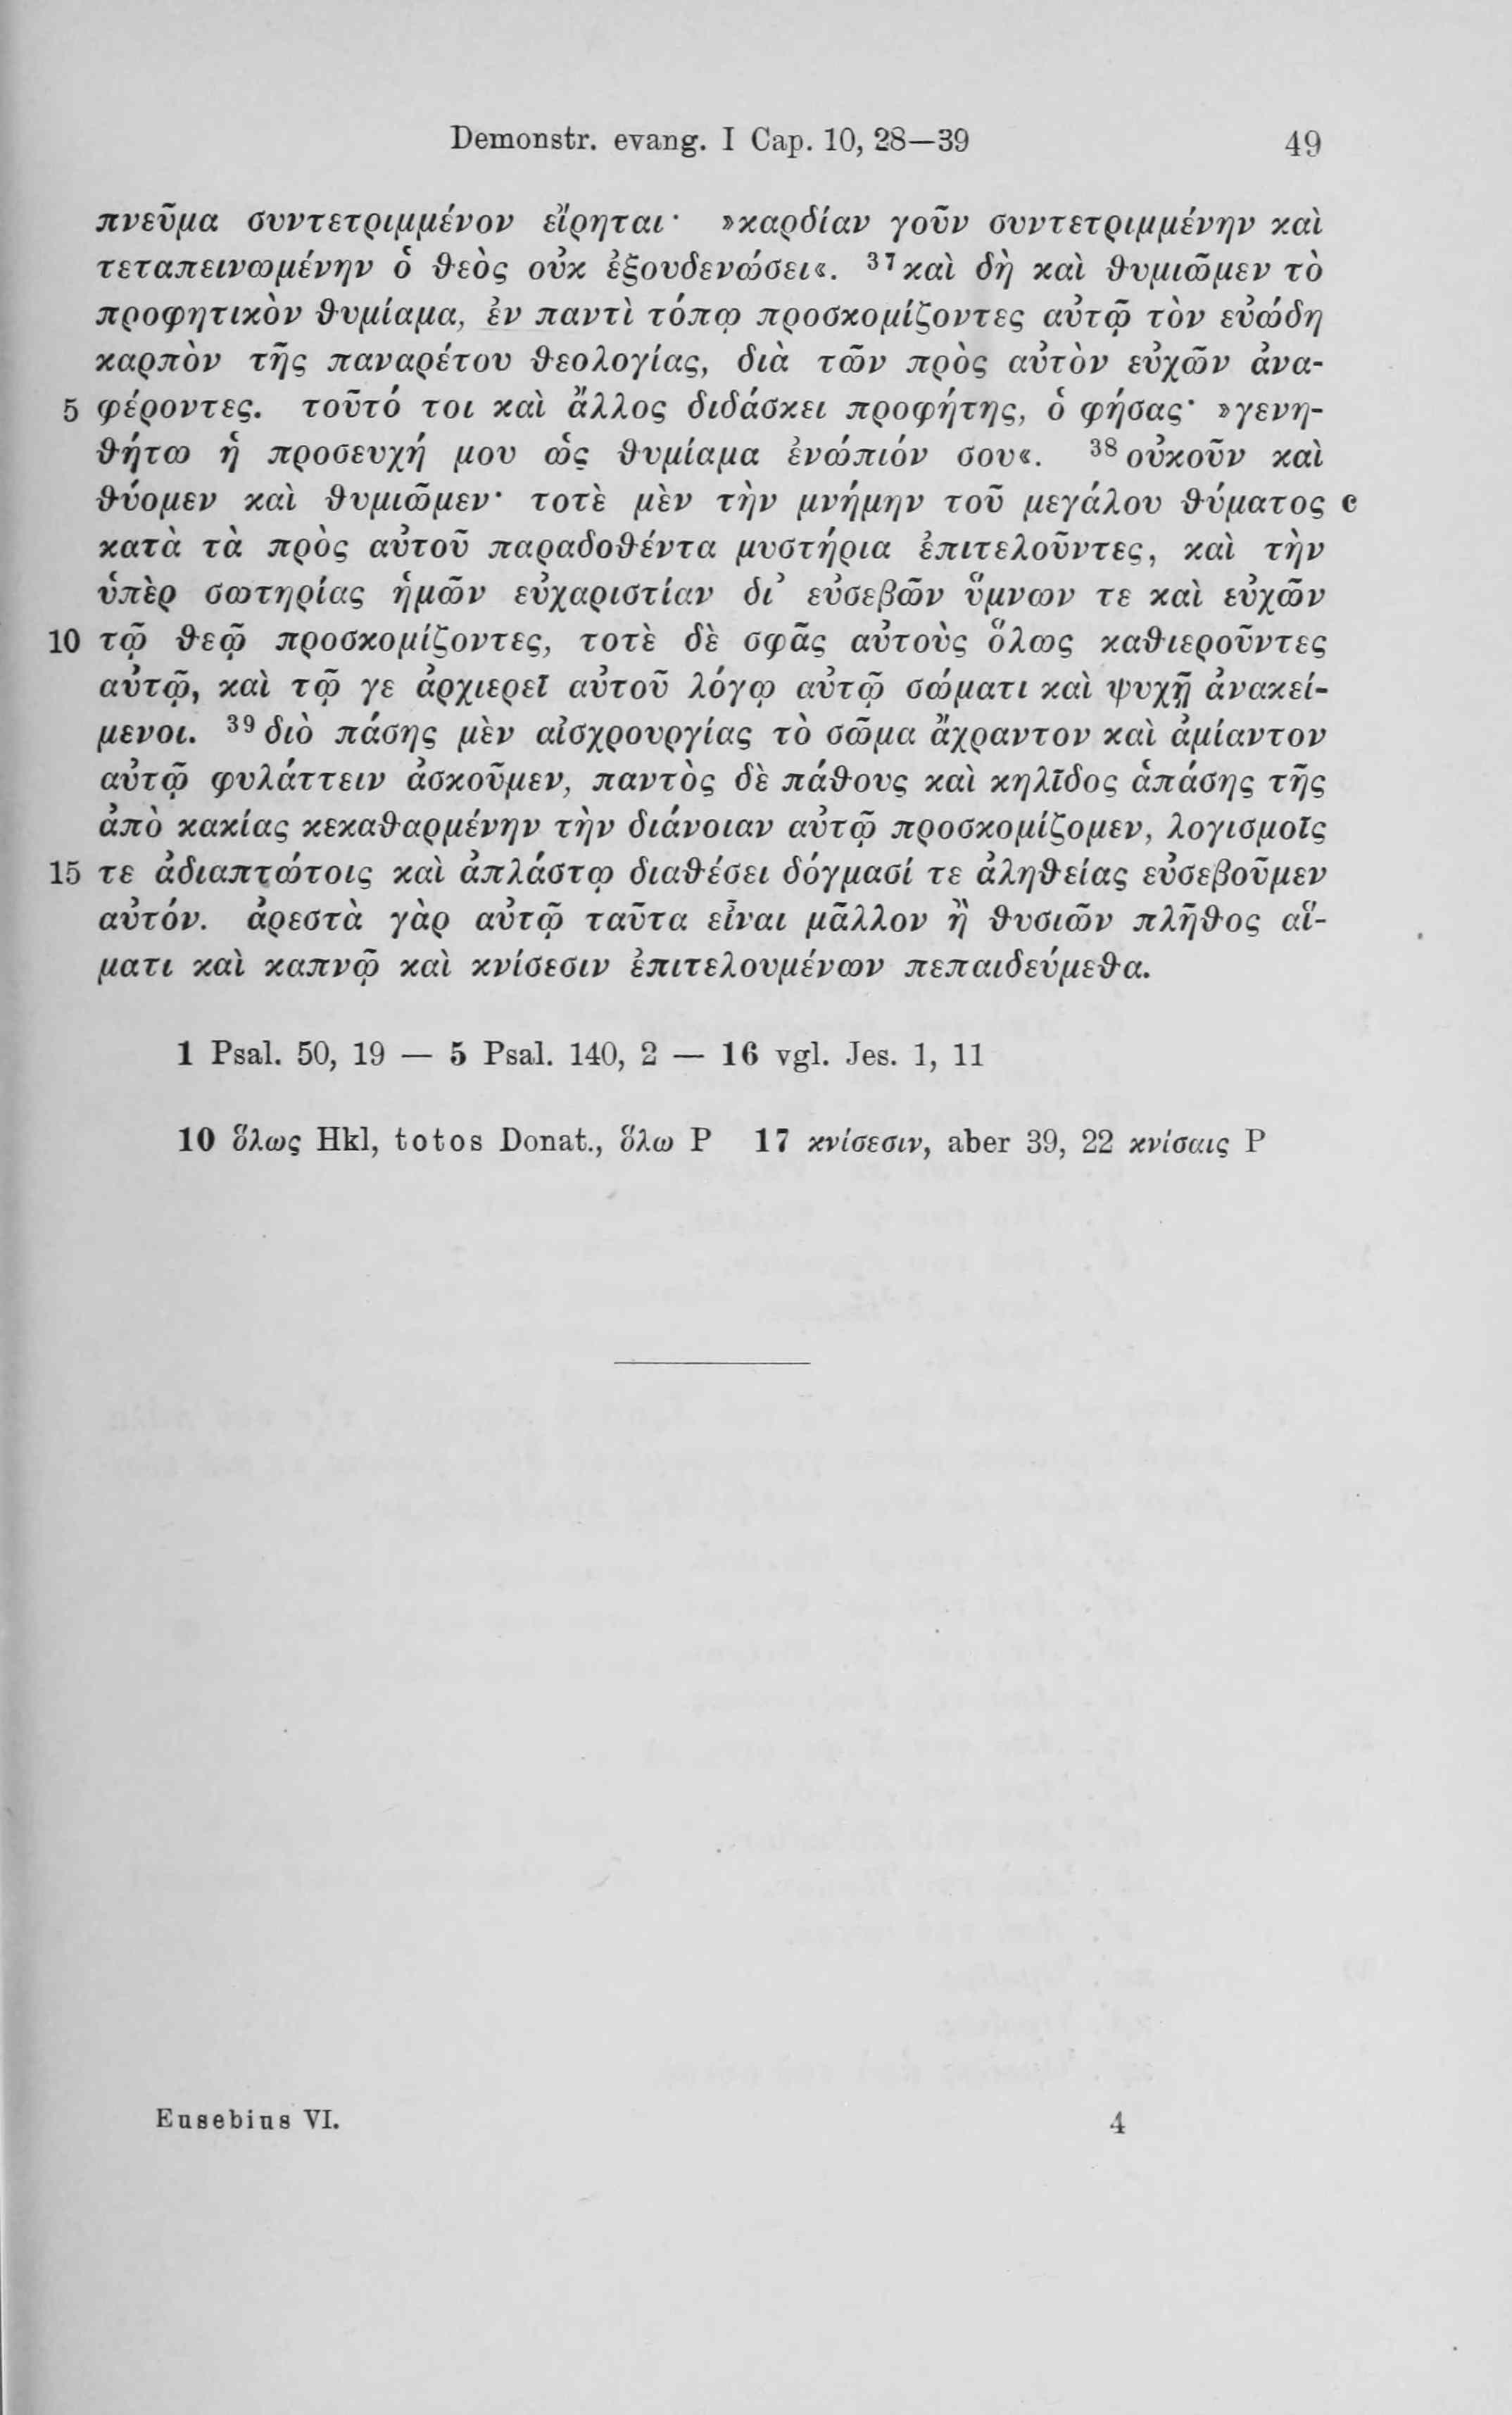 Demonstr. evang. I Cap. 10, 28—39 49
πνεῦμα συντετριμμένον εἴρηται· »καρδίαν γοῦν συντετριμμένην καὶ
τεταπεινωμένην ὁ θεὸς οὐκ ἐξουδενώσει«. ³⁷ καὶ δὴ καὶ θυμιῶμεν τὸ
προφητικὸν θυμίαμα, ἐν παντὶ τόπῳ προσκομίζοντες αὐτῷ τὸν εὐώδη
καρπὸν τῆς παναρέτου θεολογίας, διὰ τῶν πρὸς αὐτὸν εὐχῶν ἀνα-
5 φέροντες. τοῦτό τοι καὶ ἄλλος διδάσκει προφήτης, ὁ φήσας· »γενη-
θήτω ἡ προσευχή μου ὡς θυμίαμα ἐνώπιόν σου«. ³⁸ οὐκοῦν καὶ
θύομεν καὶ θυμιῶμεν· τοτὲ μὲν τὴν μνήμην τοῦ μεγάλου θύματος c
κατὰ τὰ πρὸς αὐτοῦ παραδοθέντα μυστήρια ἐπιτελοῦντες, καὶ τὴν
ὑπὲρ σωτηρίας ἡμῶν εὐχαριστίαν δι’ εὐσεβῶν ὕμνων τε καὶ εὐχῶν
10 τῷ θεῷ προσκομίζοντες, τοτὲ δὲ σφᾶς αὐτοὺς ὅλως καθιεροῦντες
αὐτῷ, καὶ τῷ γε ἀρχιερεῖ αὐτοῦ λόγῳ αὐτῷ σώματι καὶ ψυχῇ ἀνακεί-
μενοι. ³⁹ διὸ πάσης μὲν αἰσχρουργίας τὸ σῶμα ἄχραντον καὶ ἀμίαντον
αὐτῷ φυλάττειν ἀσκοῦμεν, παντὸς δὲ πάθους καὶ κηλῖδος ἁπάσης τῆς
ἀπὸ κακίας κεκαθαρμένην τὴν διάνοιαν αὐτῷ προσκομίζομεν, λογισμοῖς
15 τε ἀδιαπτώτοις καὶ ἀπλάστῳ διαθέσει δόγμασί τε ἀληθείας εὐσεβοῦμεν
αὐτόν. ἀρεστὰ γὰρ αὐτῷ ταῦτα εἶναι μᾶλλον ἢ θυσιῶν πλῆθος αἵ-
ματι καὶ καπνῷ καὶ κνίσεσιν ἐπιτελουμένων πεπαιδεύμεθα.
1 Psal. 50, 19 — 5 Psal. 140, 2 — 16 vgl. Jes. 1, 11
10 ὅλως Hkl, totos Donat., ὅλω P 17 κνίσεσιν, aber 39, 22 κνίσαις P
Eusebius VI. 4